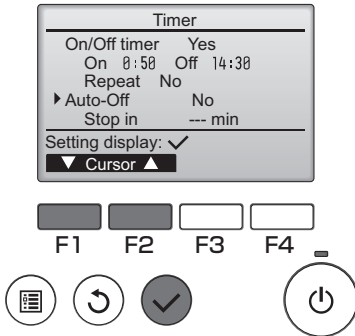 Timer
On/Off timer Yes
On 0:50 Off 14:30
Repeat No
Auto-Off No
Stop in --- min
Setting display: ✓
▼ Cursor ▲
F1 F2 F3 F4